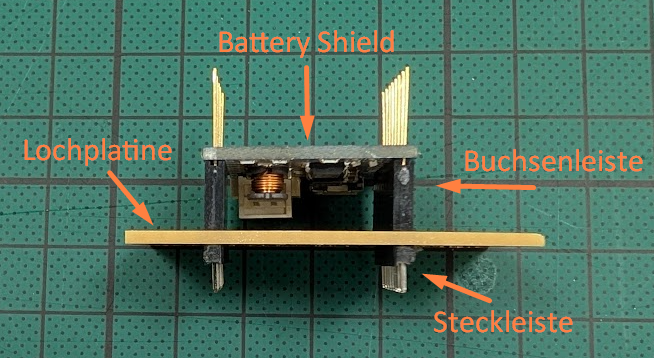 Battery Shield
Lochplatine
Buchsenleiste
Steckleiste